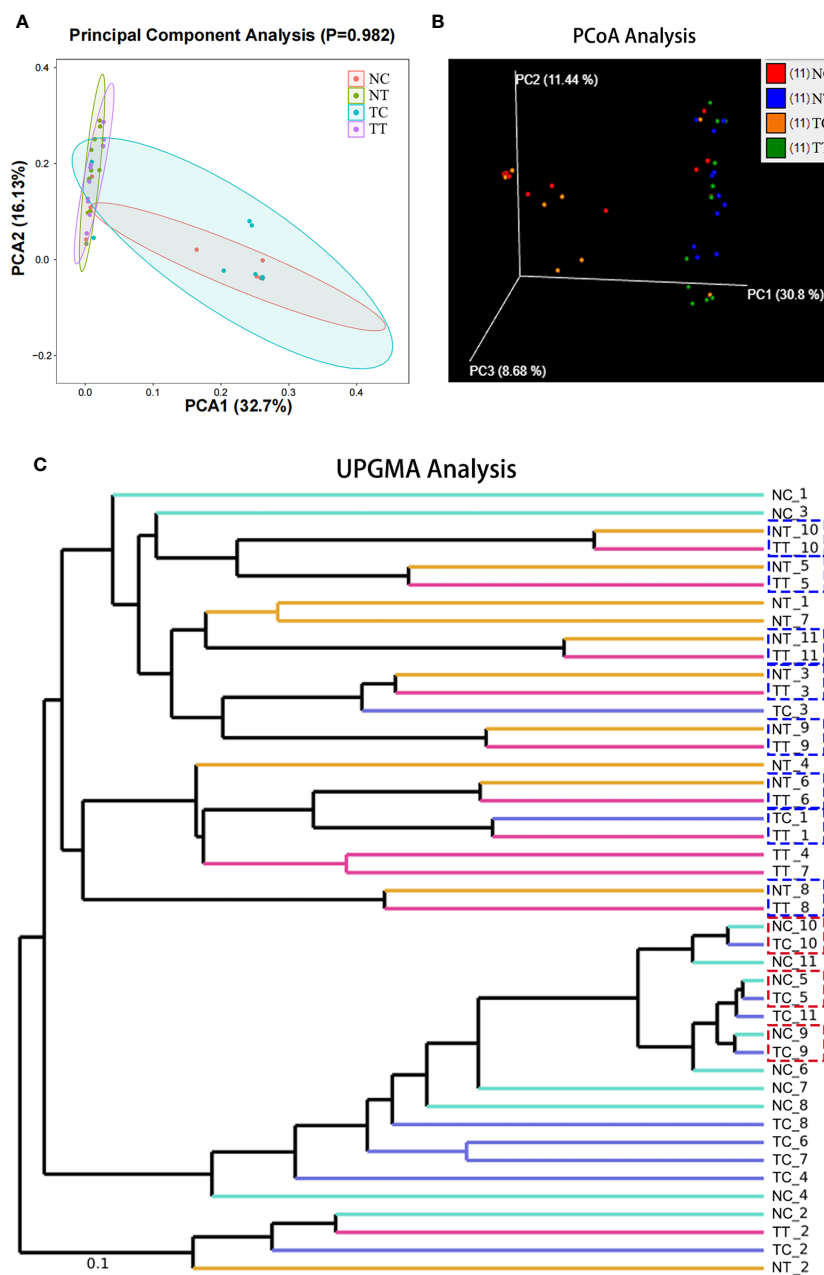 A
Principal Component Analysis (P=0.982)
0.4
0.2
0.0
−0.2
PCA2 (16.13%)
0.0
0.1
0.2
0.3
0.4
PCA1 (32.7%)
NC
NT
TC
TT
B
PCoA Analysis
PC2 (11.44 %)
PC1 (30.8 %)
PC3 (8.68 %)
(11)
(11)
(11)
(11) TT
C
UPGMA Analysis
NC_1
NC_3
NT_10
TT_10
NT_5
TT_5
NT_1
NT_7
NT_11
TT_11
NT_3
TT_3
TC_3
NT_9
TT_9
NT_4
NT_6
TT_6
TC_1
TT_1
TT_4
TT_7
NT_8
TT_8
NC_10
TC_10
NC_11
NC_5
TC_5
TC_11
NC_9
TC_9
NC_6
NC_7
NC_8
TC_8
TC_6
TC_7
TC_4
NC_4
NC_2
TT_2
TC_2
NT_2
0.1